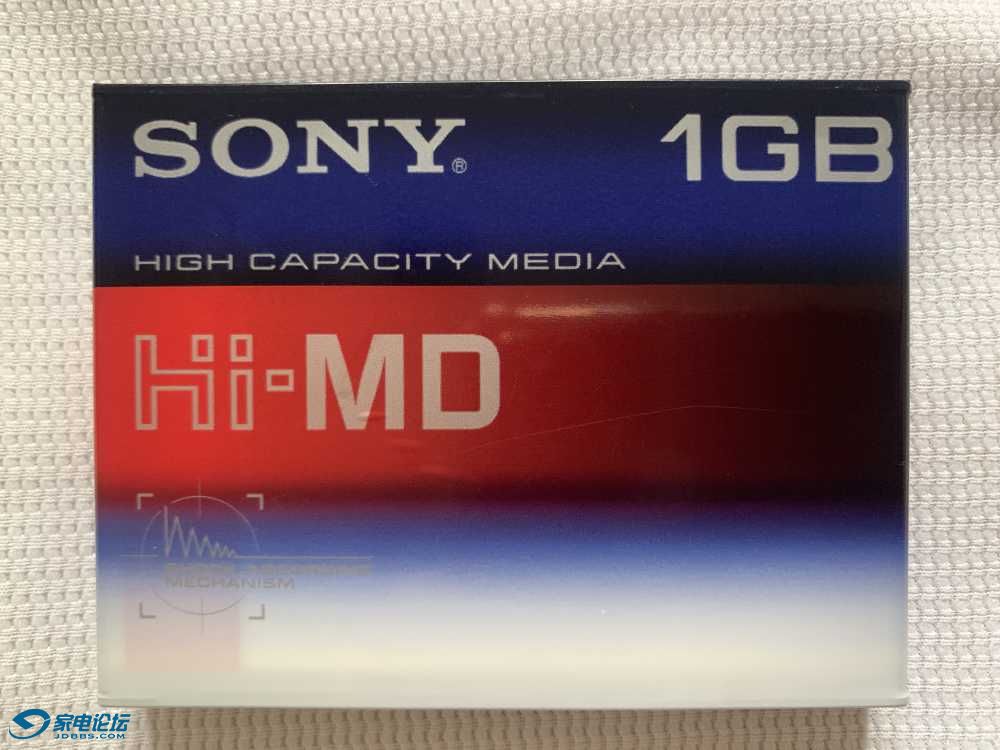 SONY®
1GB
HIGH CAPACITY MEDIA
Hi-MD
MECHANISM
家电论坛
JDBBS.COM